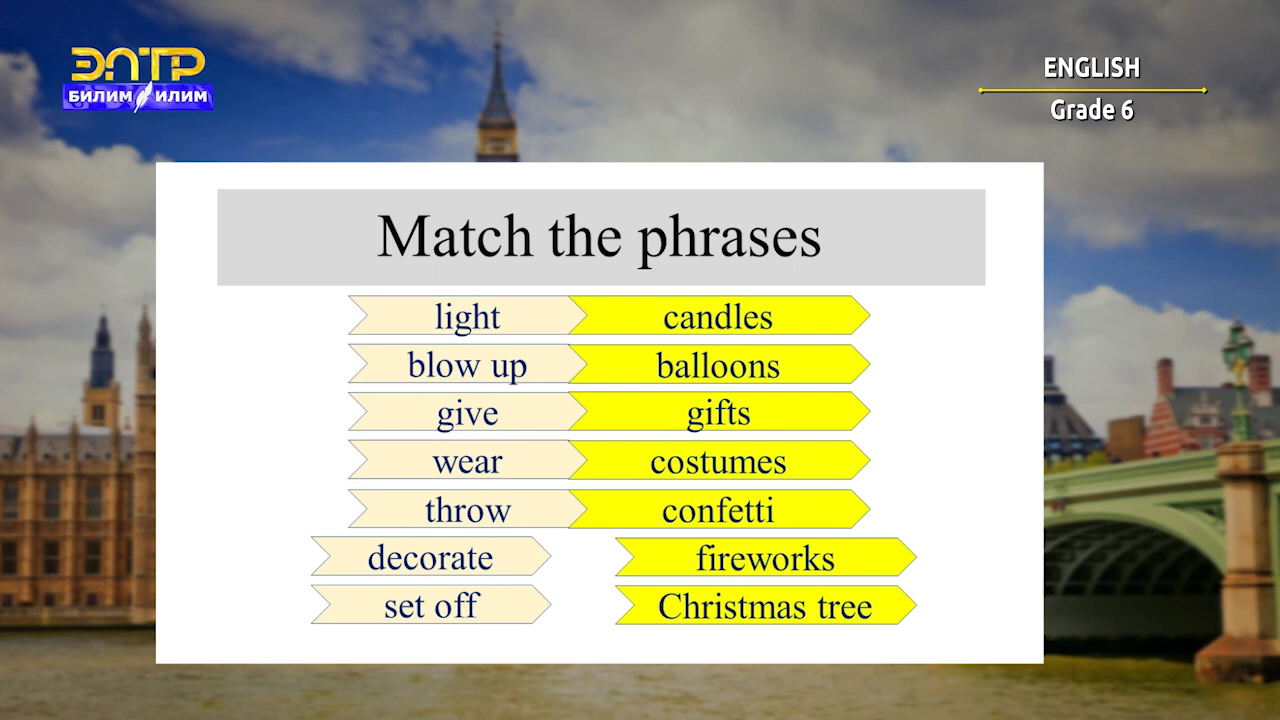 ЭЛТР
БИЛИМ ИЛИМ
ENGLISH
Grade 6
Match the phrases
light candles
blow up balloons
give gifts
wear costumes
throw confetti
decorate fireworks
set off Christmas tree